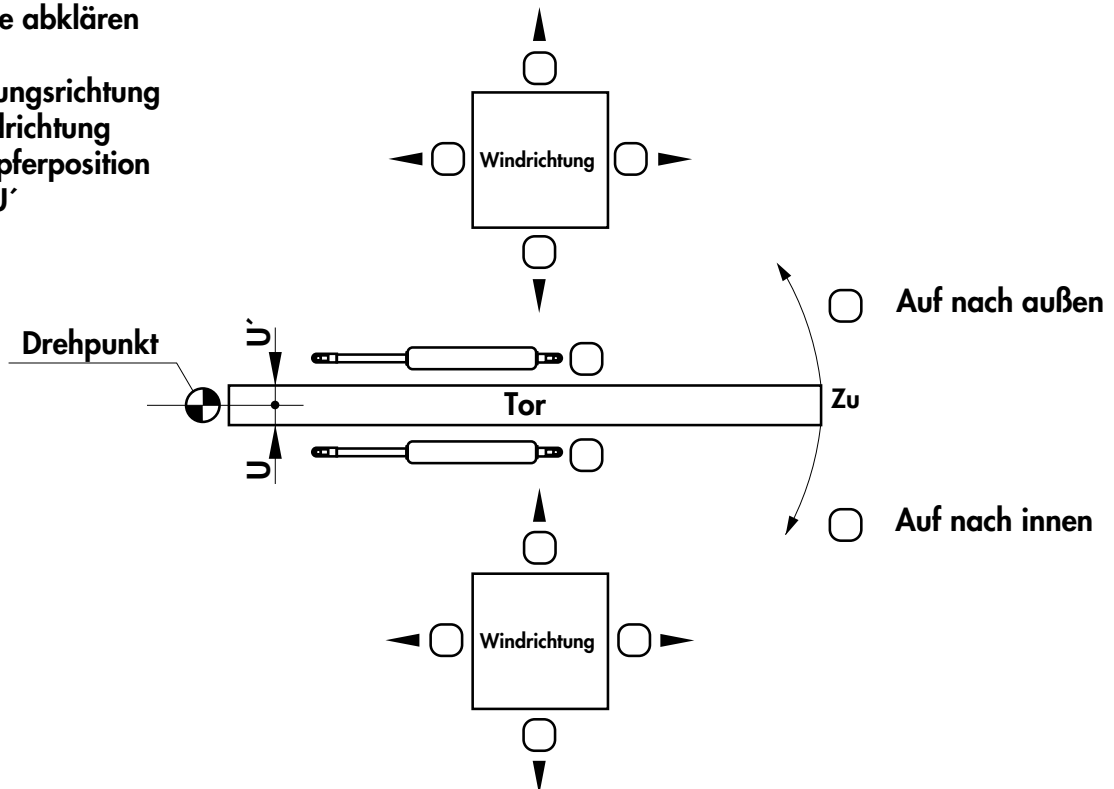 e abklären
ungsrichtung
drichtung
pferposition
U´
Windrichtung
Auf nach außen
Drehpunkt
U´
Tor
Zu
U
Auf nach innen
Windrichtung